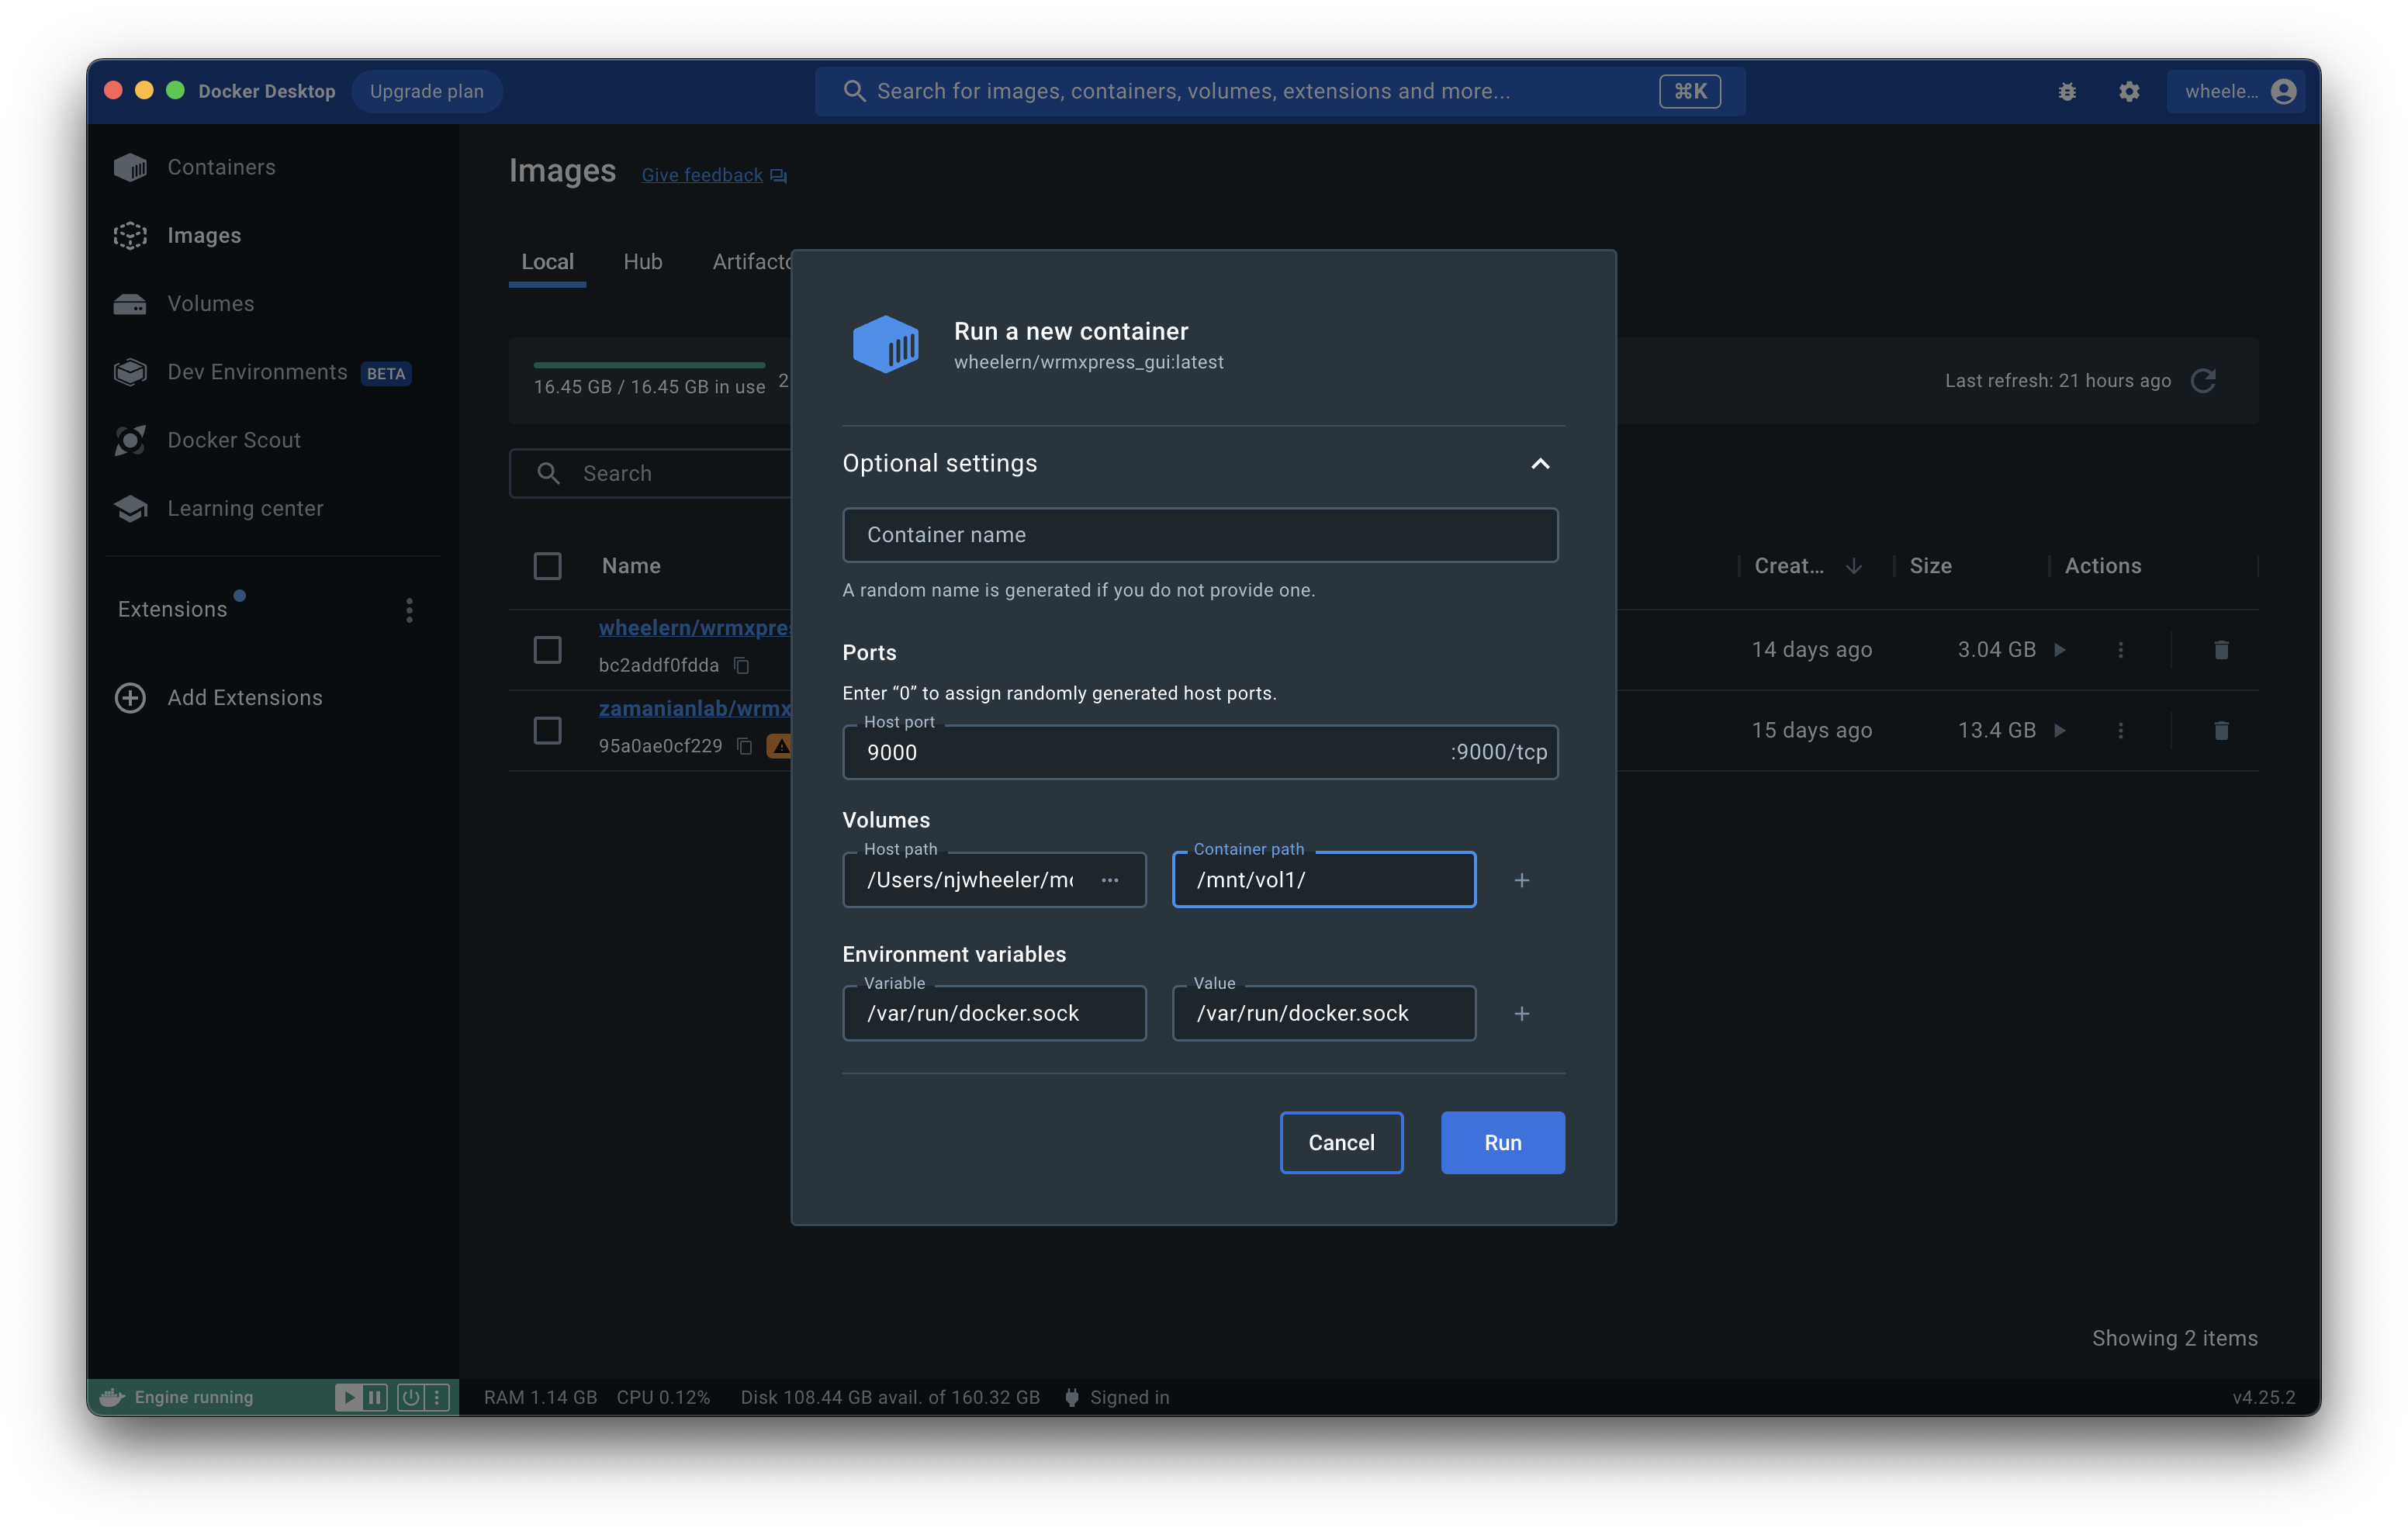 Docker Desktop
Upgrade plan
Search for images, containers, volumes, extensions and more...
⌘K
wheele...
Containers
Images
Volumes
Dev Environments BETA
Docker Scout
Learning center
Extensions
Add Extensions
Images Give feedback
Local Hub
16.45 GB / 16.45 GB in use 2
Last refresh: 21 hours ago
Search
Name Creat... Size Actions
bc2addf0fdda
14 days ago 3.04 GB
95a0ae0cf229
15 days ago 13.4 GB
Run a new container
wheelern/wrmxpress_gui:latest
Optional settings
Container name
A random name is generated if you do not provide one.
Ports
Enter “0” to assign randomly generated host ports.
Host port
9000 :9000/tcp
Volumes
Host path Container path
/Users/njwheeler/mo ··· /mnt/vol1/ +
Environment variables
Variable Value
/var/run/docker.sock /var/run/docker.sock +
Cancel Run
Showing 2 items
Engine running
RAM 1.14 GB CPU 0.12% Disk 108.44 GB avail. of 160.32 GB Signed in
v4.25.2